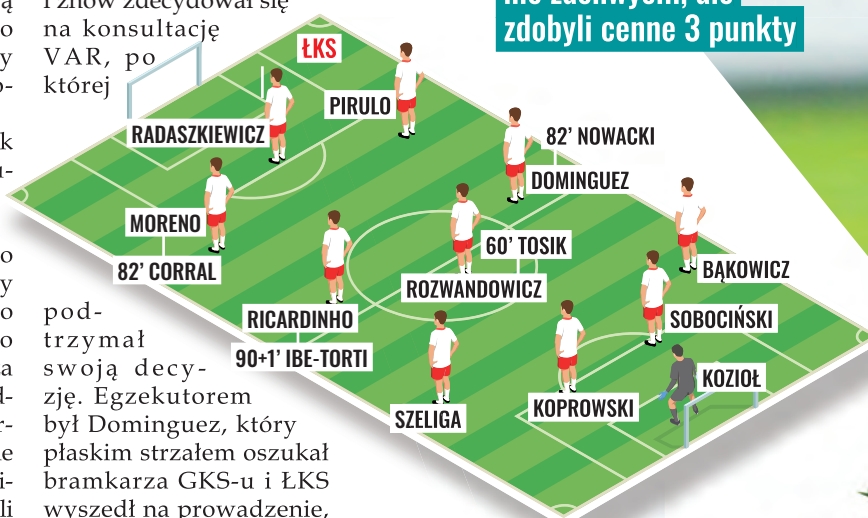 i znów zdecydował się
na konsultację
VAR, po
której
zdobyli cenne 3 punkty
ŁKS
PIRULO
RADASZKIEWICZ
82' NOWACKI
DOMINGUEZ
MORENO
82' CORRAL
60' TOSIK
ROZWANDOWICZ
BĄKOWICZ
RICARDINHO
90+1' IBE-TORTI
SOBOCIŃSKI
KOZIOŁ
SZELIGA
KOPROWSKI
pod-
trzymał
swoją decy-
zję. Egzekutorem
był Dominguez, który
płaskim strzałem oszukał
bramkarza GKS-u i ŁKS
wyszedł na prowadzenie,